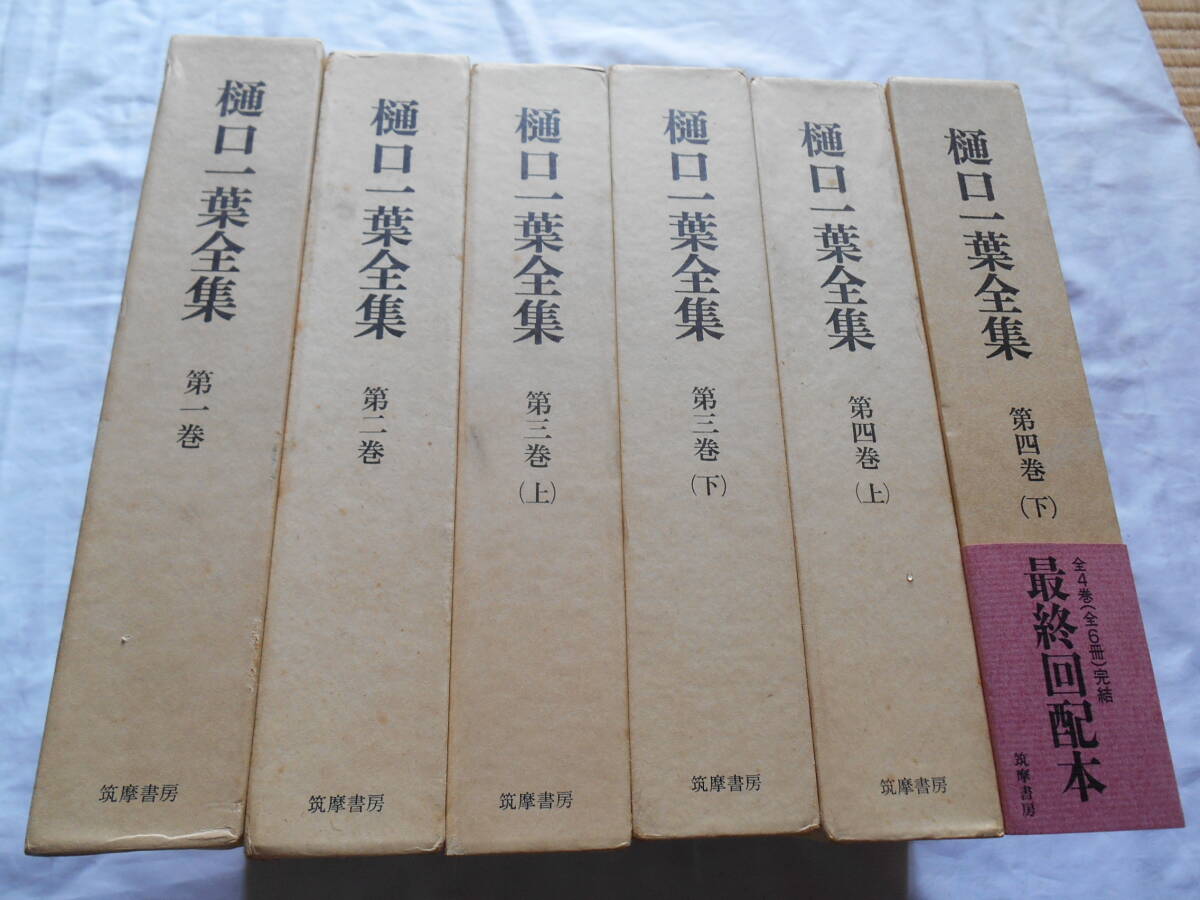 樋口一葉全集
第一巻
筑摩書房
樋口一葉全集
第二巻
筑摩書房
樋口一葉全集
第三巻(上)
筑摩書房
樋口一葉全集
第三巻(下)
筑摩書房
樋口一葉全集
第四巻(上)
筑摩書房
樋口一葉全集
第四巻(下)
全4巻(全6冊)完結
最終回配本
筑摩書房